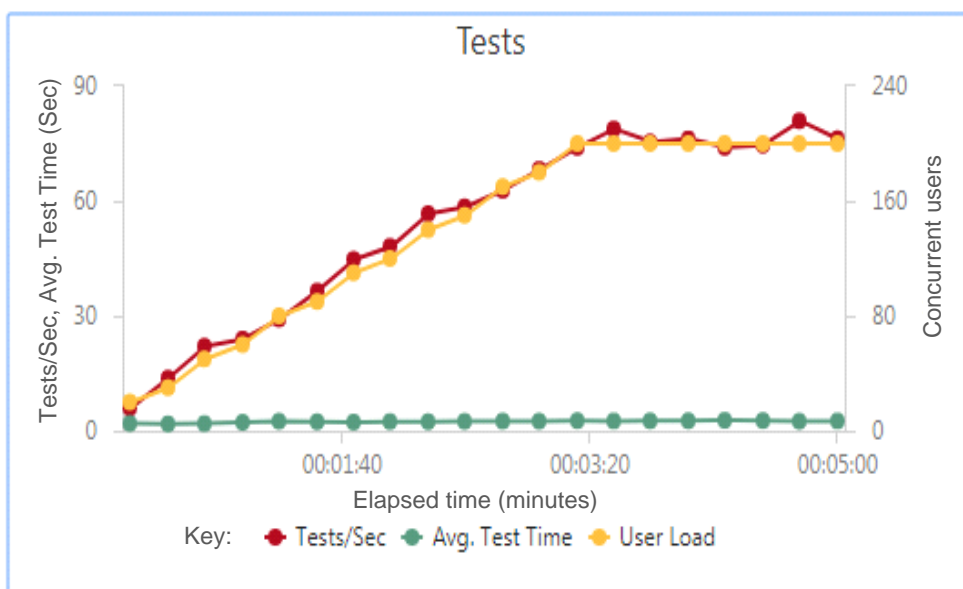 Tests
Tests/Sec, Avg. Test Time (Sec)
90
60
30
0
240
160
80
0
Concurrent users
00:01:40 00:03:20 00:05:00
Elapsed time (minutes)
Key: Tests/Sec Avg. Test Time User Load